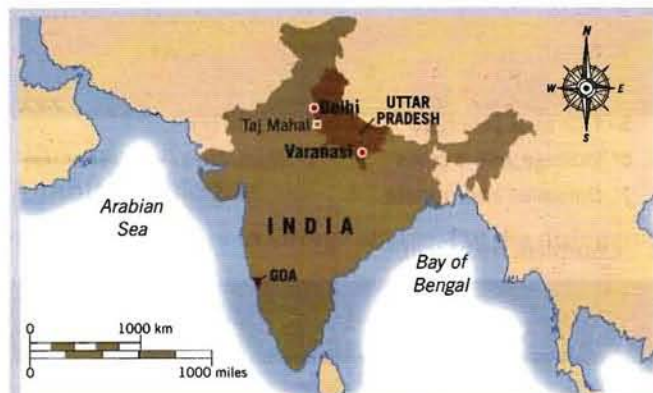 N
W
E
S
Delhi
Taj Mahal
UTTAR
PRADESH
Varanasi
Arabian
Sea
INDIA
Bay of
Bengal
GOA
0
1000 km
0
1000 miles